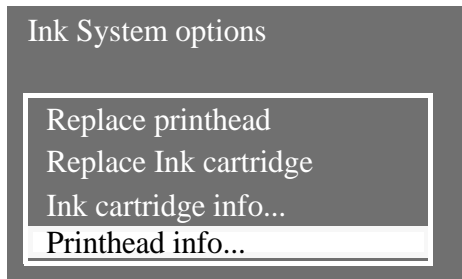 Ink System options
Replace printhead
Replace Ink cartridge
Ink cartridge info...
Printhead info...